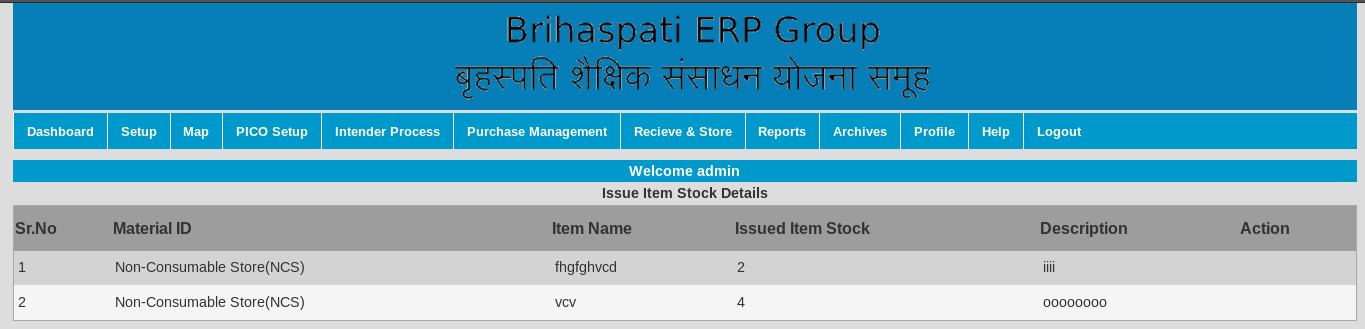 Brihaspati ERP Group
बृहस्पति शैक्षिक संसाधन योजना समूह
Dashboard Setup Map PICO Setup Intender Process Purchase Management Recieve & Store Reports Archives Profile Help Logout
Welcome admin
Issue Item Stock Details
Sr.No Material ID Item Name Issued Item Stock Description Action
1 Non-Consumable Store(NCS) fhgfghvcd 2 iiii
2 Non-Consumable Store(NCS) vcv 4 oooooooo